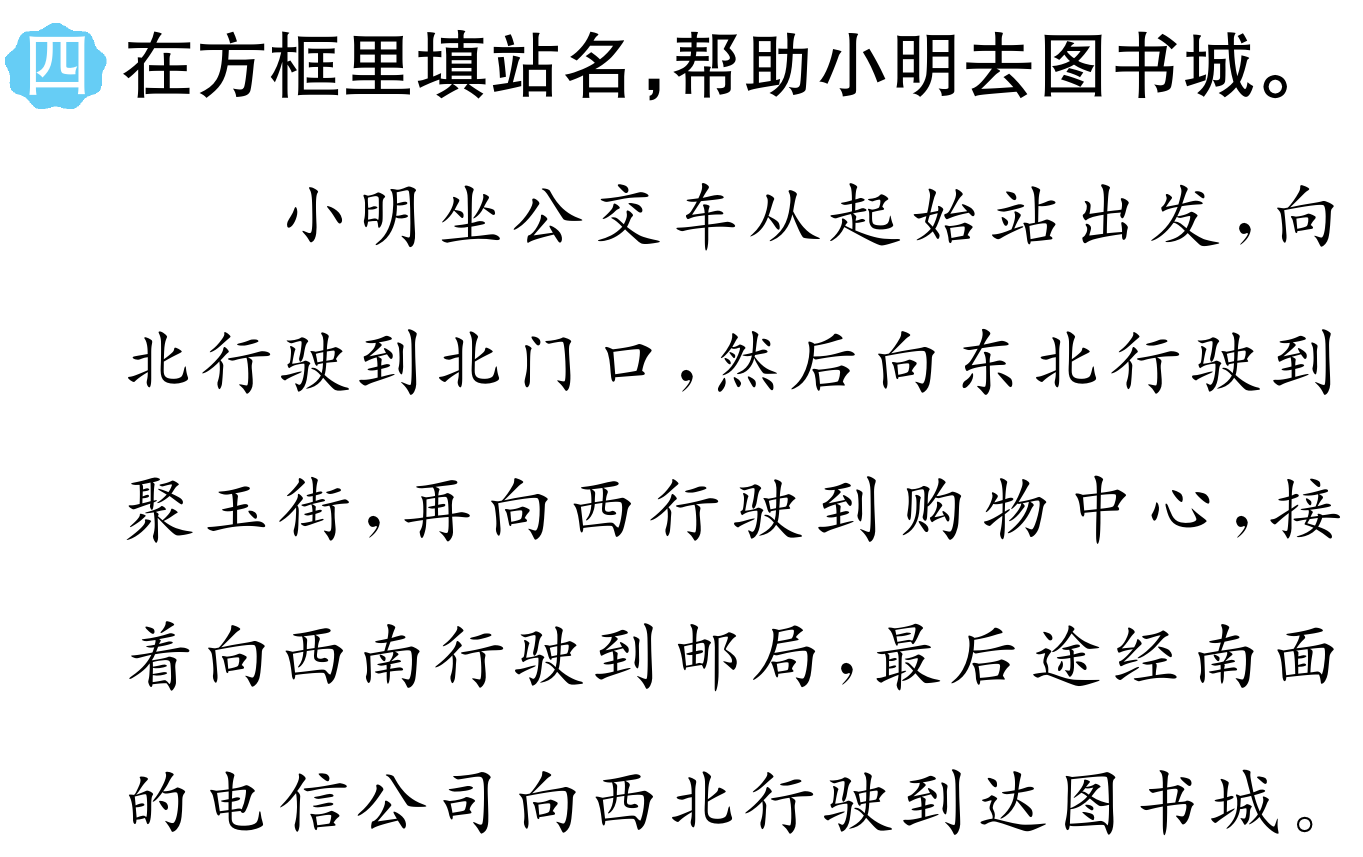 四 在方框里填站名,帮助小明去图书城。
小明坐公交车从起始站出发,向
北行驶到北门口,然后向东北行驶到
聚玉街,再向西行驶到购物中心,接
着向西南行驶到邮局,最后途经南面
的电信公司向西北行驶到达图书城。